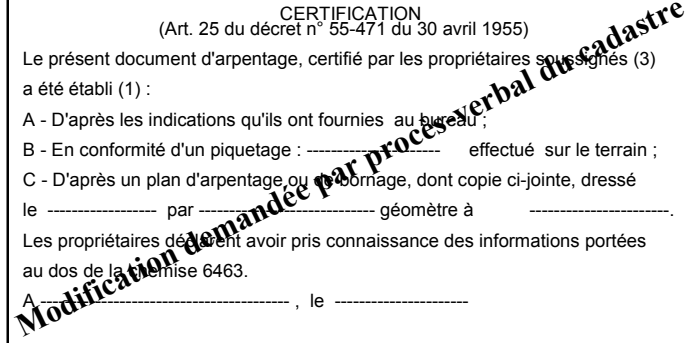 CERTIFICATION
(Art. 25 du décret n° 55-471 du 30 avril 1955)
Le présent document d'arpentage, certifié par les propriétaires soussignés (3)
a été établi (1) :
A - D'après les indications qu'ils ont fournies au bureau ;
B - En conformité d'un piquetage : ---------------------- effectué sur le terrain ;
C - D'après un plan d'arpentage ou de bornage, dont copie ci-jointe, dressé
le ------------------ par ----------------------------- géomètre à -----------------------.
Les propriétaires déclarent avoir pris connaissance des informations portées
au dos de la chemise 6463.
A ----------------------------------------- , le ----------------------
Modification demandée par procès-verbal du cadastre